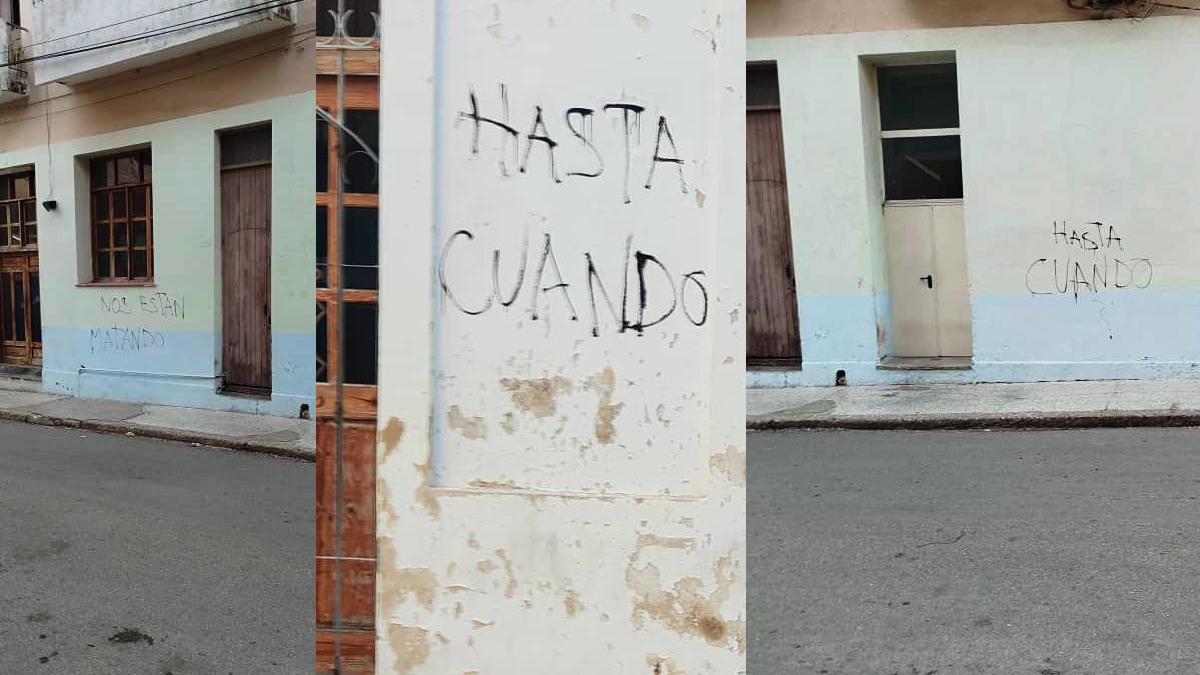 NOS ESTAN
MATANDO
HASTA
CUANDO
HASTA
CUANDO
?